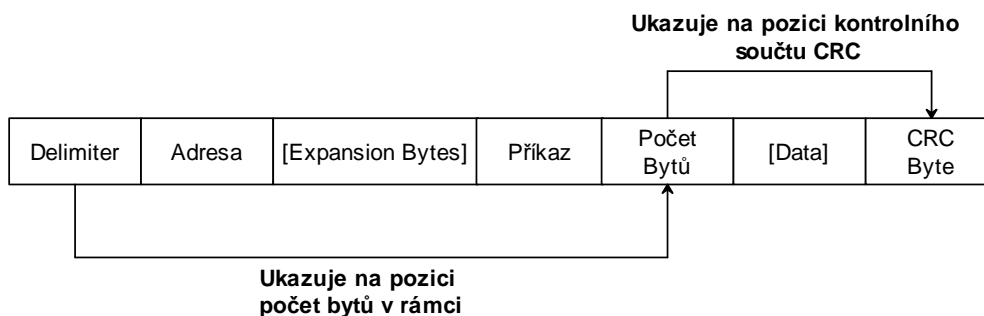 Ukazuje na pozici kontrolního
součtu CRC
Delimiter
Adresa
[Expansion Bytes]
Příkaz
Počet
Bytů
[Data]
CRC
Byte
Ukazuje na pozici
počet bytů v rámci